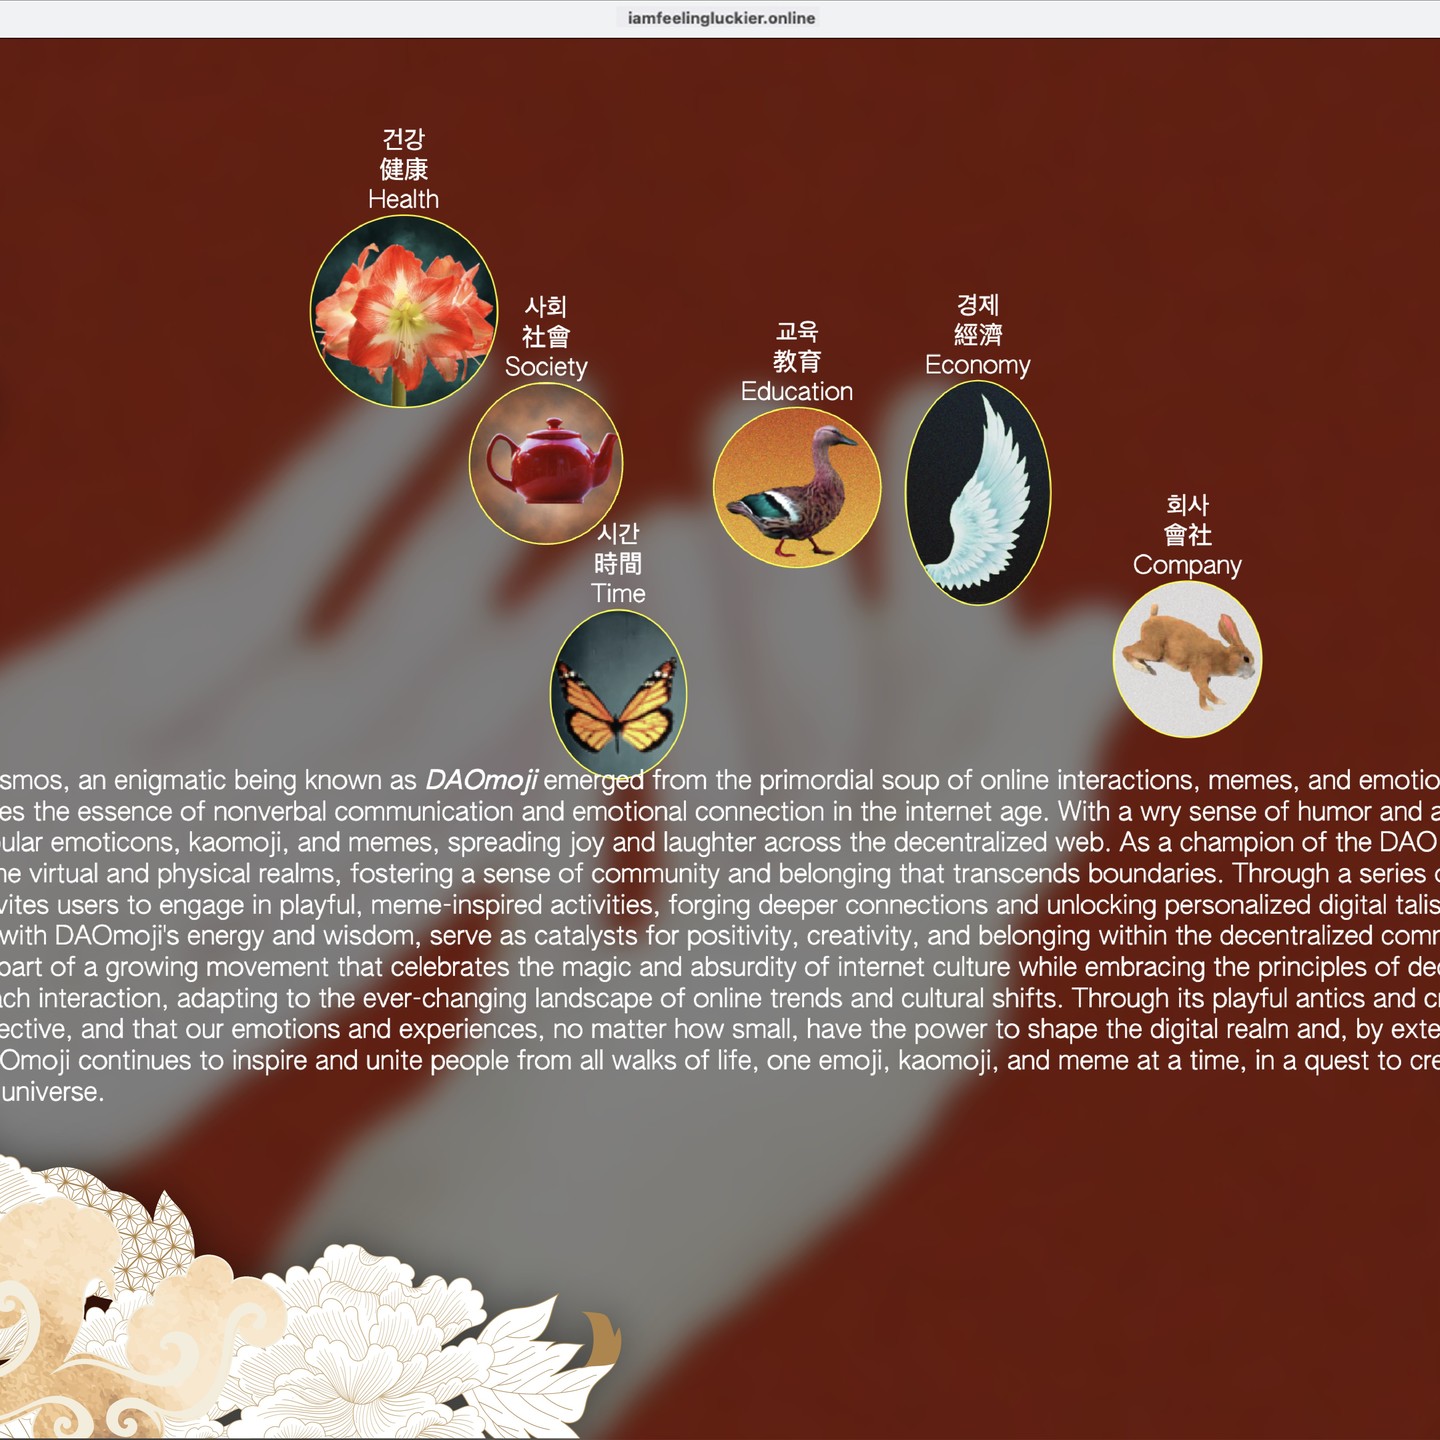 iamfeelingluckier.online
건강
健康
Health
사회
社會
Society
시간
時間
Time
교육
教育
Education
경제
經濟
Economy
회사
會社
Company
smos, an enigmatic being known as DAOmoji emerged from the primordial soup of online interactions, memes, and emotio
es the essence of nonverbal communication and emotional connection in the internet age. With a wry sense of humor and a
ular emoticons, kaomoji, and memes, spreading joy and laughter across the decentralized web. As a champion of the DAO
ne virtual and physical realms, fostering a sense of community and belonging that transcends boundaries. Through a series o
vites users to engage in playful, meme-inspired activities, forging deeper connections and unlocking personalized digital talis
with DAOmoji's energy and wisdom, serve as catalysts for positivity, creativity, and belonging within the decentralized comm
part of a growing movement that celebrates the magic and absurdity of internet culture while embracing the principles of dec
ach interaction, adapting to the ever-changing landscape of online trends and cultural shifts. Through its playful antics and cr
ective, and that our emotions and experiences, no matter how small, have the power to shape the digital realm and, by exte
Omoji continues to inspire and unite people from all walks of life, one emoji, kaomoji, and meme at a time, in a quest to cre
universe.